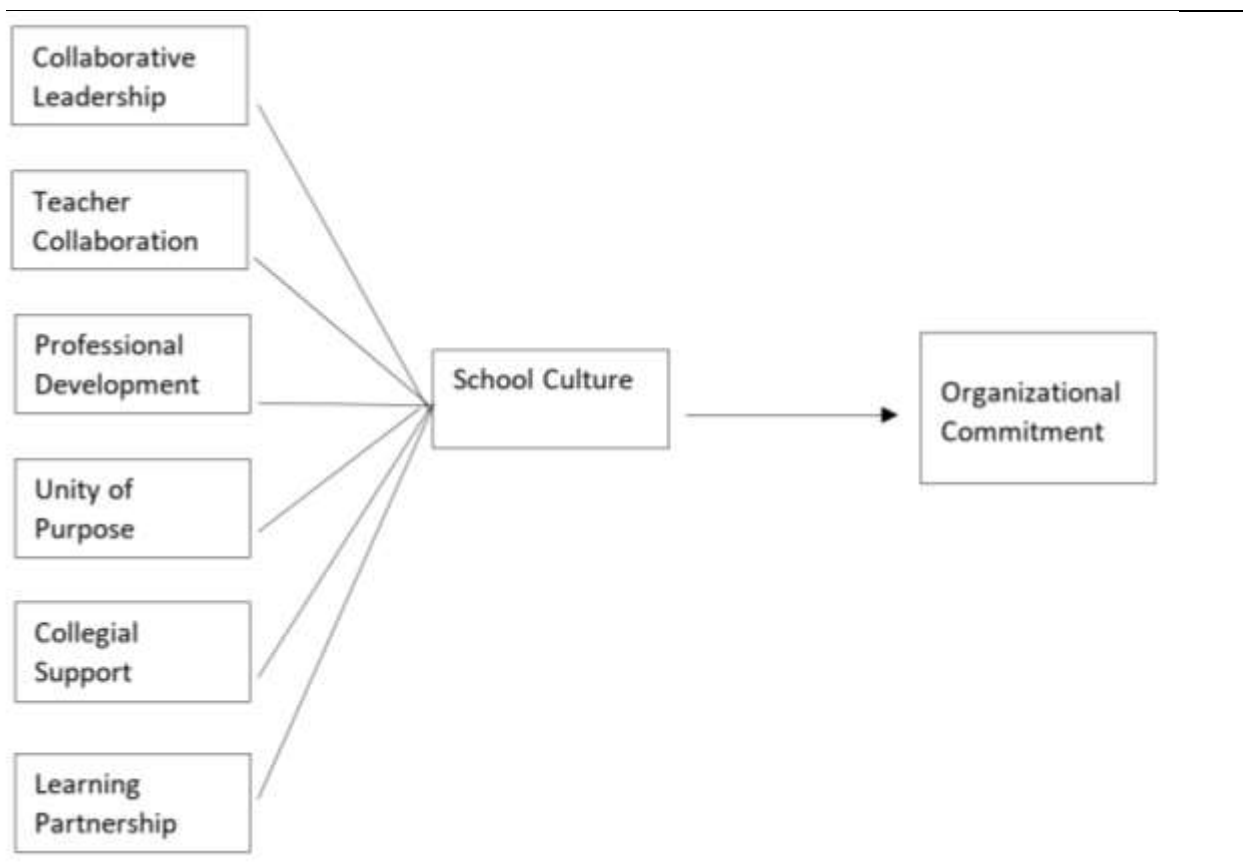 Collaborative
Leadership
Teacher
Collaboration
Professional
Development
Unity of
Purpose
Collegial
Support
Learning
Partnership
School Culture
Organizational
Commitment